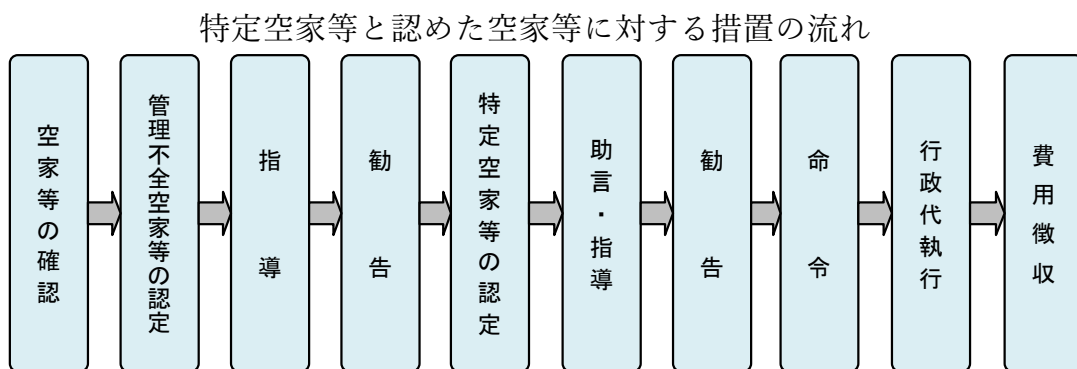 特定空家等と認めた空家等に対する措置の流れ
空家等の確認
管理不全空家等の認定
指導
勧告
特定空家等の認定
助言・指導
勧告
命令
行政代執行
費用徴収